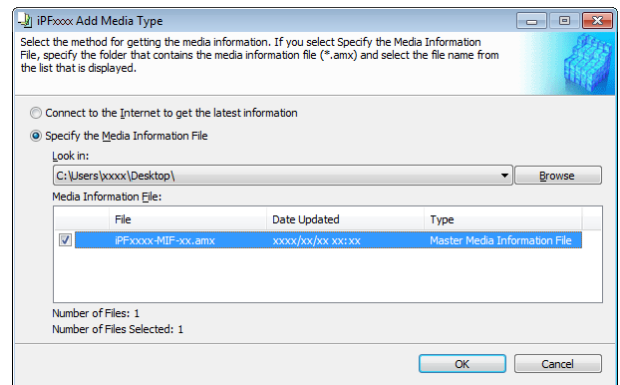 iPFxxxx Add Media Type
Select the method for getting the media information. If you select Specify the Media Information
File, specify the folder that contains the media information file (*.amx) and select the file name from
the list that is displayed.
Connect to the Internet to get the latest information
Specify the Media Information File
Look in:
C:\Users\xxxx\Desktop\
Browse
Media Information File:
File Date Updated Type
iPFxxxx-MIF-xx.amx xxxx/xx/xx xx:xx Master Media Information File
Number of Files: 1
Number of Files Selected: 1
OK Cancel